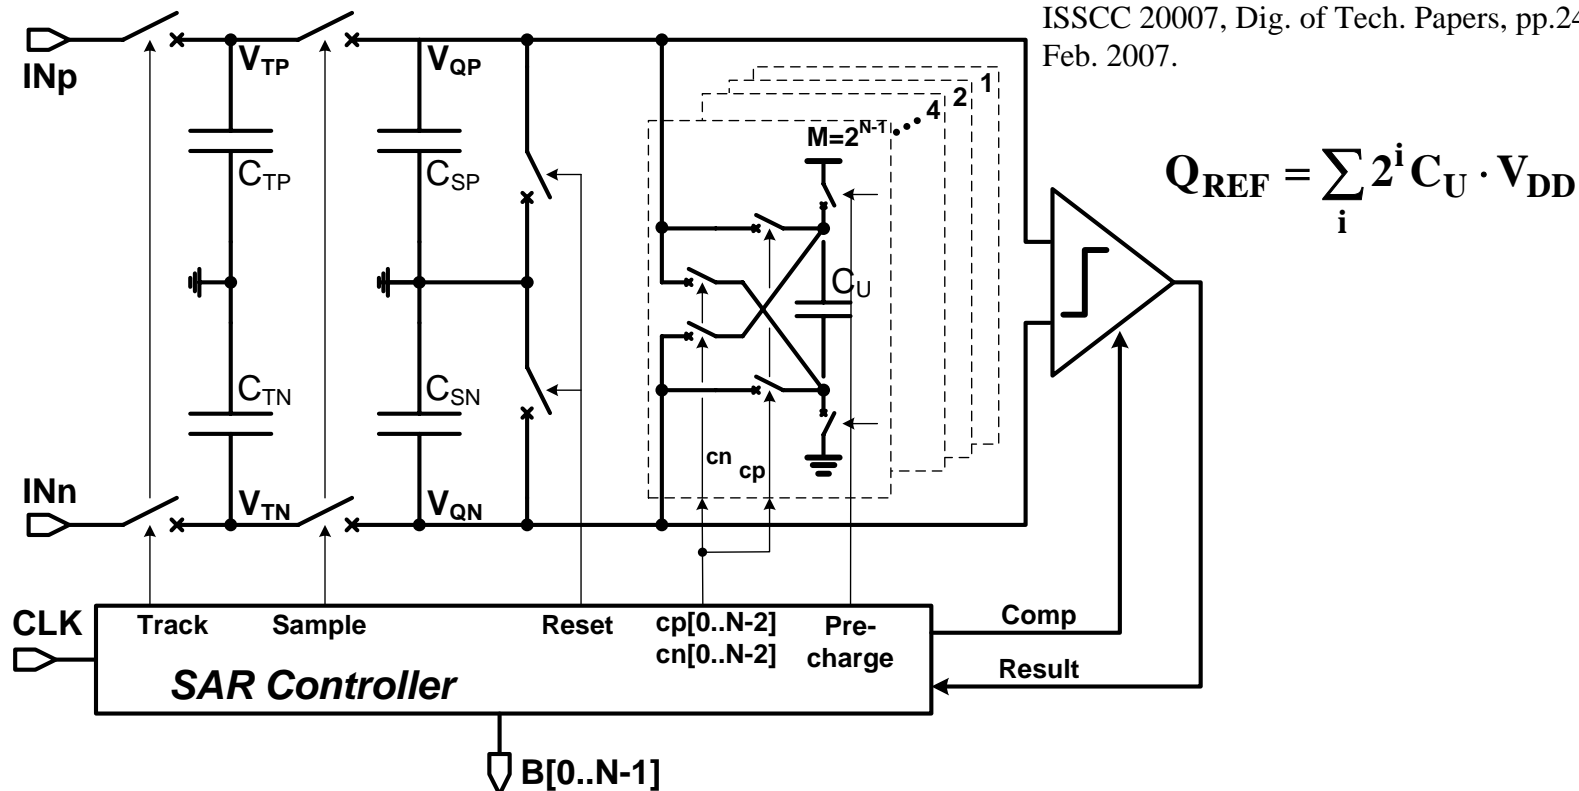 ISSCC 20007, Dig. of Tech. Papers, pp.24
Feb. 2007.
INp
V_TP
V_QP
1
2
4
M=2^{N-1}
Q_REF = ∑_i 2^i C_U · V_DD
C_TP
C_SP
C_U
C_TN
C_SN
cn
cp
INn
V_TN
V_QN
CLK
Track
Sample
Reset
cp[0..N-2]
cn[0..N-2]
Pre-
charge
Comp
Result
SAR Controller
B[0..N-1]